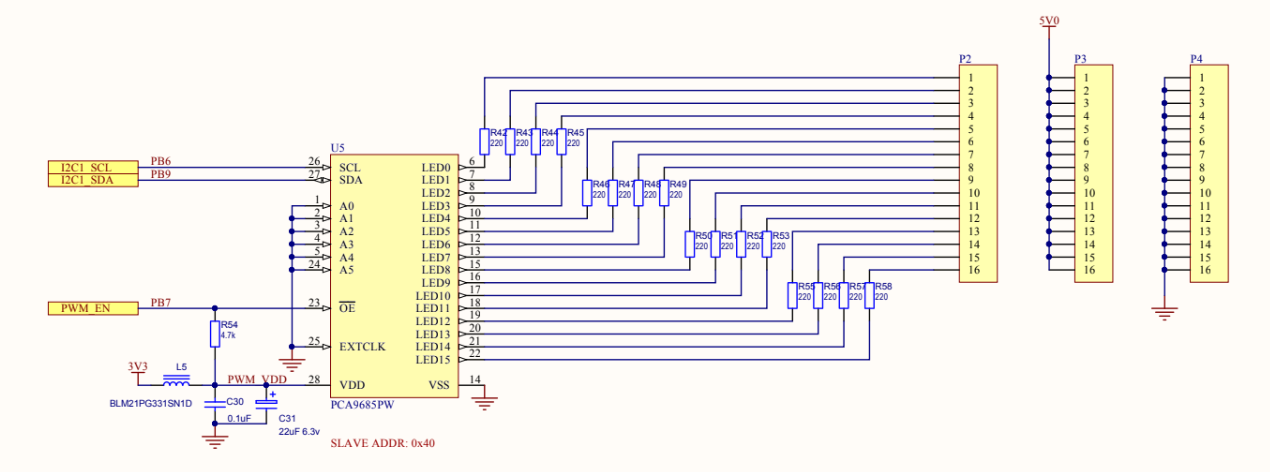 5V0
P2
P3
P4
1 1 1
2 2 2
3 3 3
4 4 4
R42 R43 R44 R45 5 5 5
220 220 220 220 6 6 6
U5 7 7 7
I2C1_SCL PB6 26 SCL LED0 6 8 8 8
I2C1_SDA PB9 27 SDA LED1 7 R46 R47 R48 R49 9 9 9
LED2 8 220 220 220 220 10 10 10
1 A0 LED3 9 11 11 11
2 A1 LED4 10 12 12 12
3 A2 LED5 11 R50 R51 R52 R53 13 13 13
4 A3 LED6 12 220 220 220 220 14 14 14
5 A4 LED7 13 15 15 15
24 A5 LED8 15 16 16 16
LED9 16
LED10 17 R55 R56 R57 R58
PWM_EN PB7 23 OE LED11 18 220 220 220 220
LED12 19
R54 LED13 20
4.7k
25 EXTCLK LED14 21
LED15 22
3V3 L5
PWM_VDD 28 VDD VSS 14
BLM21PG331SN1D C30 PCA9685PW
0.1uF C31
22uF 6.3v
SLAVE ADDR: 0x40